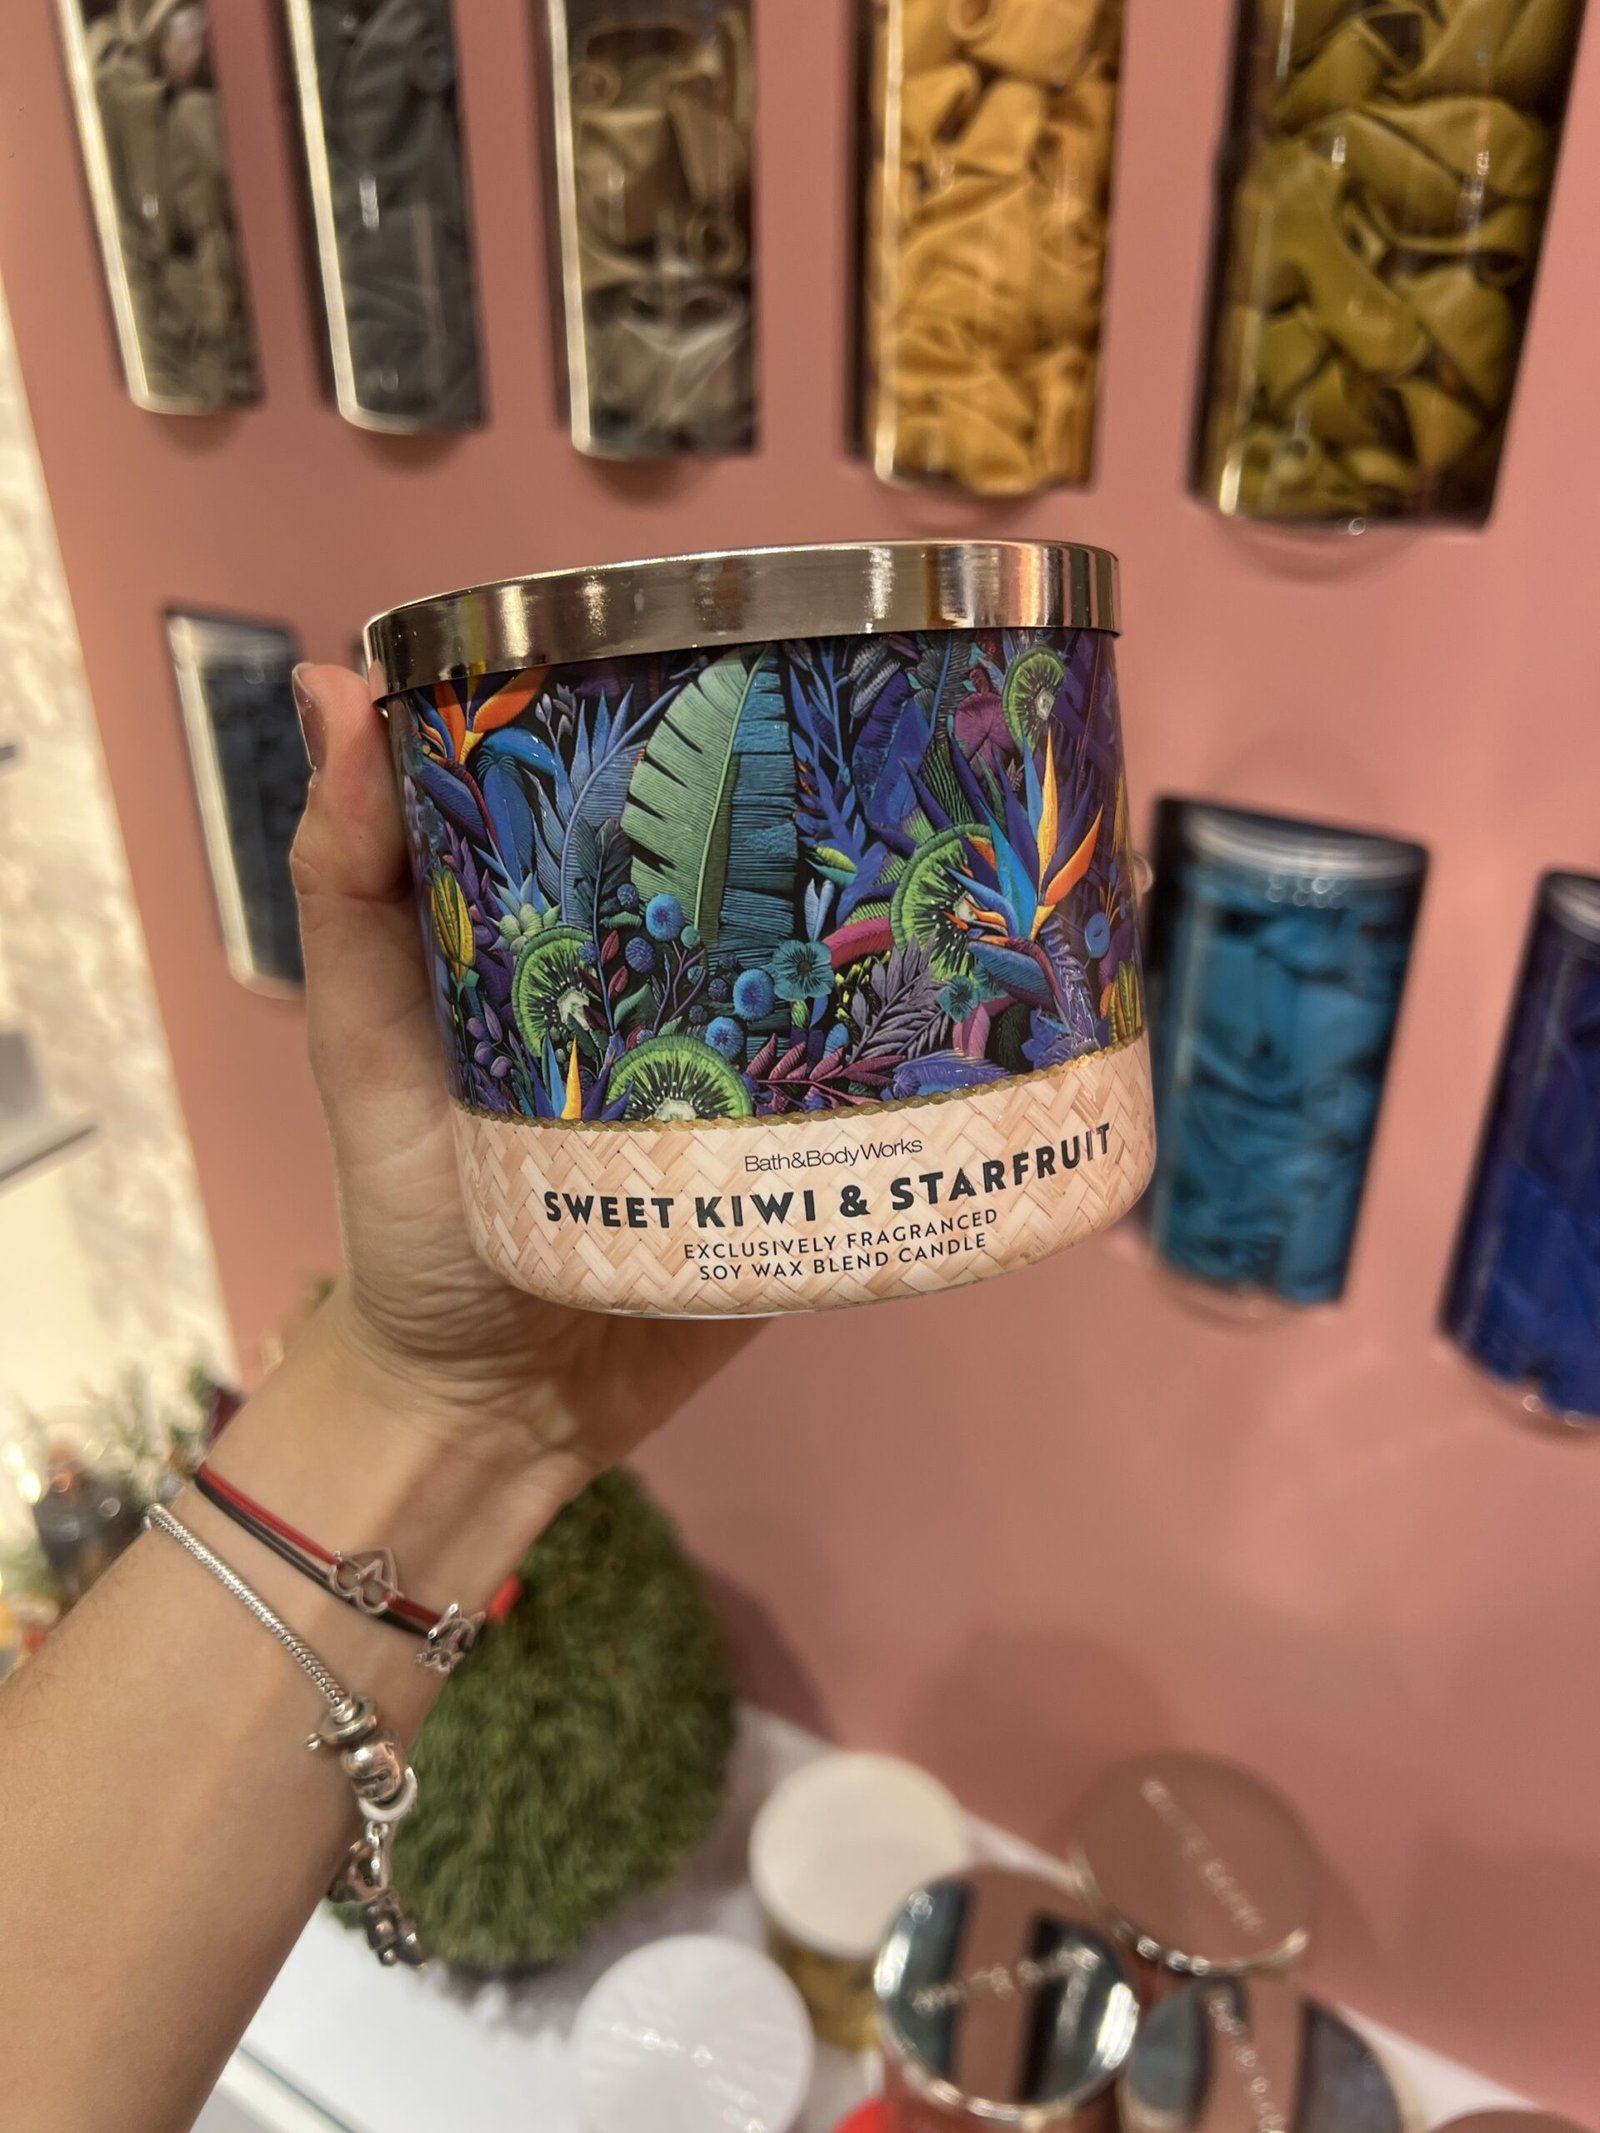 Bath&BodyWorks
SWEET KIWI & STARFRUIT
EXCLUSIVELY FRAGRANCED
SOY WAX BLEND CANDLE